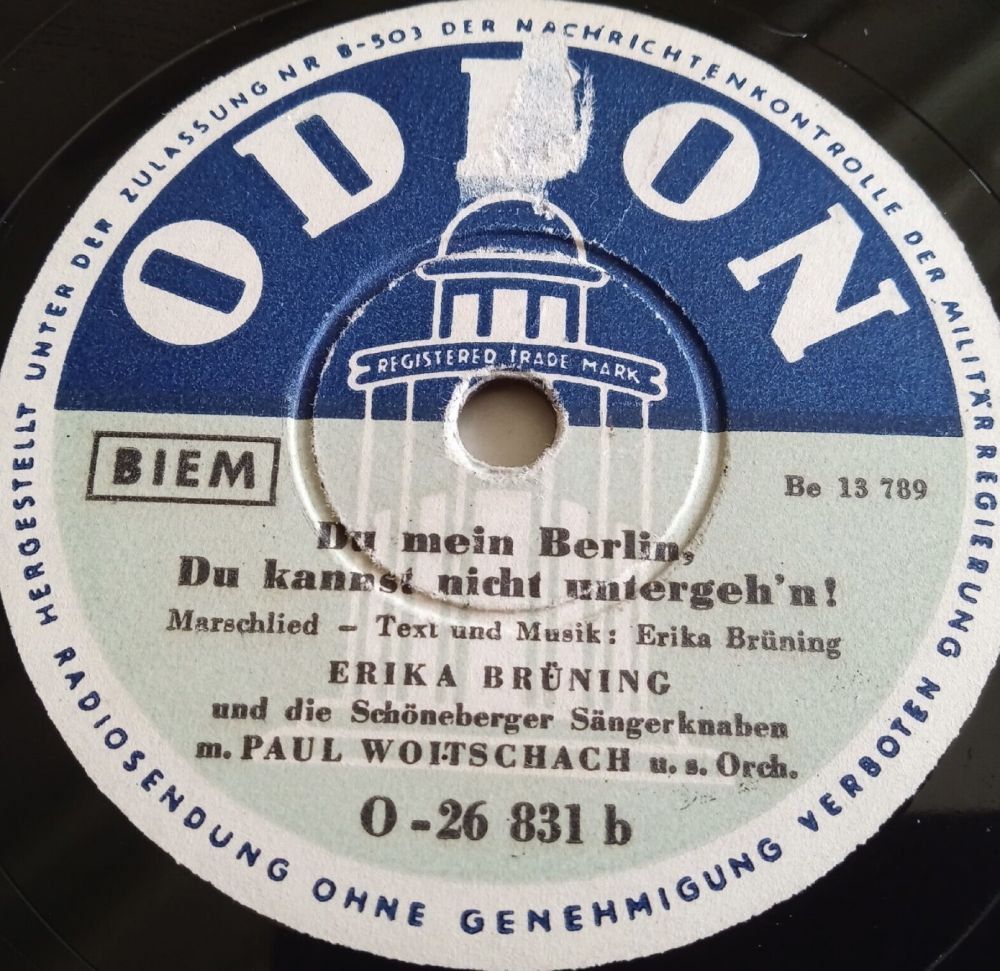 HERGESTELLT UNTER DER ZULASSUNG NR B-503 DER NACHRICHTENKONTROLLE DER MILITÄR REGIERUNG
ODEON
REGISTERED TRADE MARK
BIEM
Be 13 789
Du mein Berlin,
Du kannst nicht untergeh'n!
Marschlied – Text und Musik: Erika Brüning
ERIKA BRÜNING
und die Schöneberger Sängerknaben
m. PAUL WOITSCHACH u. s. Orch.
O - 26 831 b
RADIOSENDUNG OHNE GENEHMIGUNG VERBOTEN